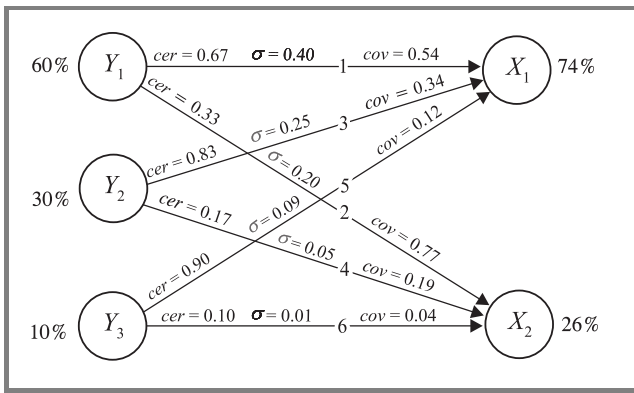 60% Y₁ cer = 0.67 σ = 0.40 1 cov = 0.54 X₁ 74%
cer = 0.33 σ = 0.20 2 cov = 0.77
30% Y₂ cer = 0.83 σ = 0.25 3 cov = 0.34
cer = 0.17 σ = 0.05 4 cov = 0.19
10% Y₃ cer = 0.90 σ = 0.09 5 cov = 0.12
cer = 0.10 σ = 0.01 6 cov = 0.04 X₂ 26%